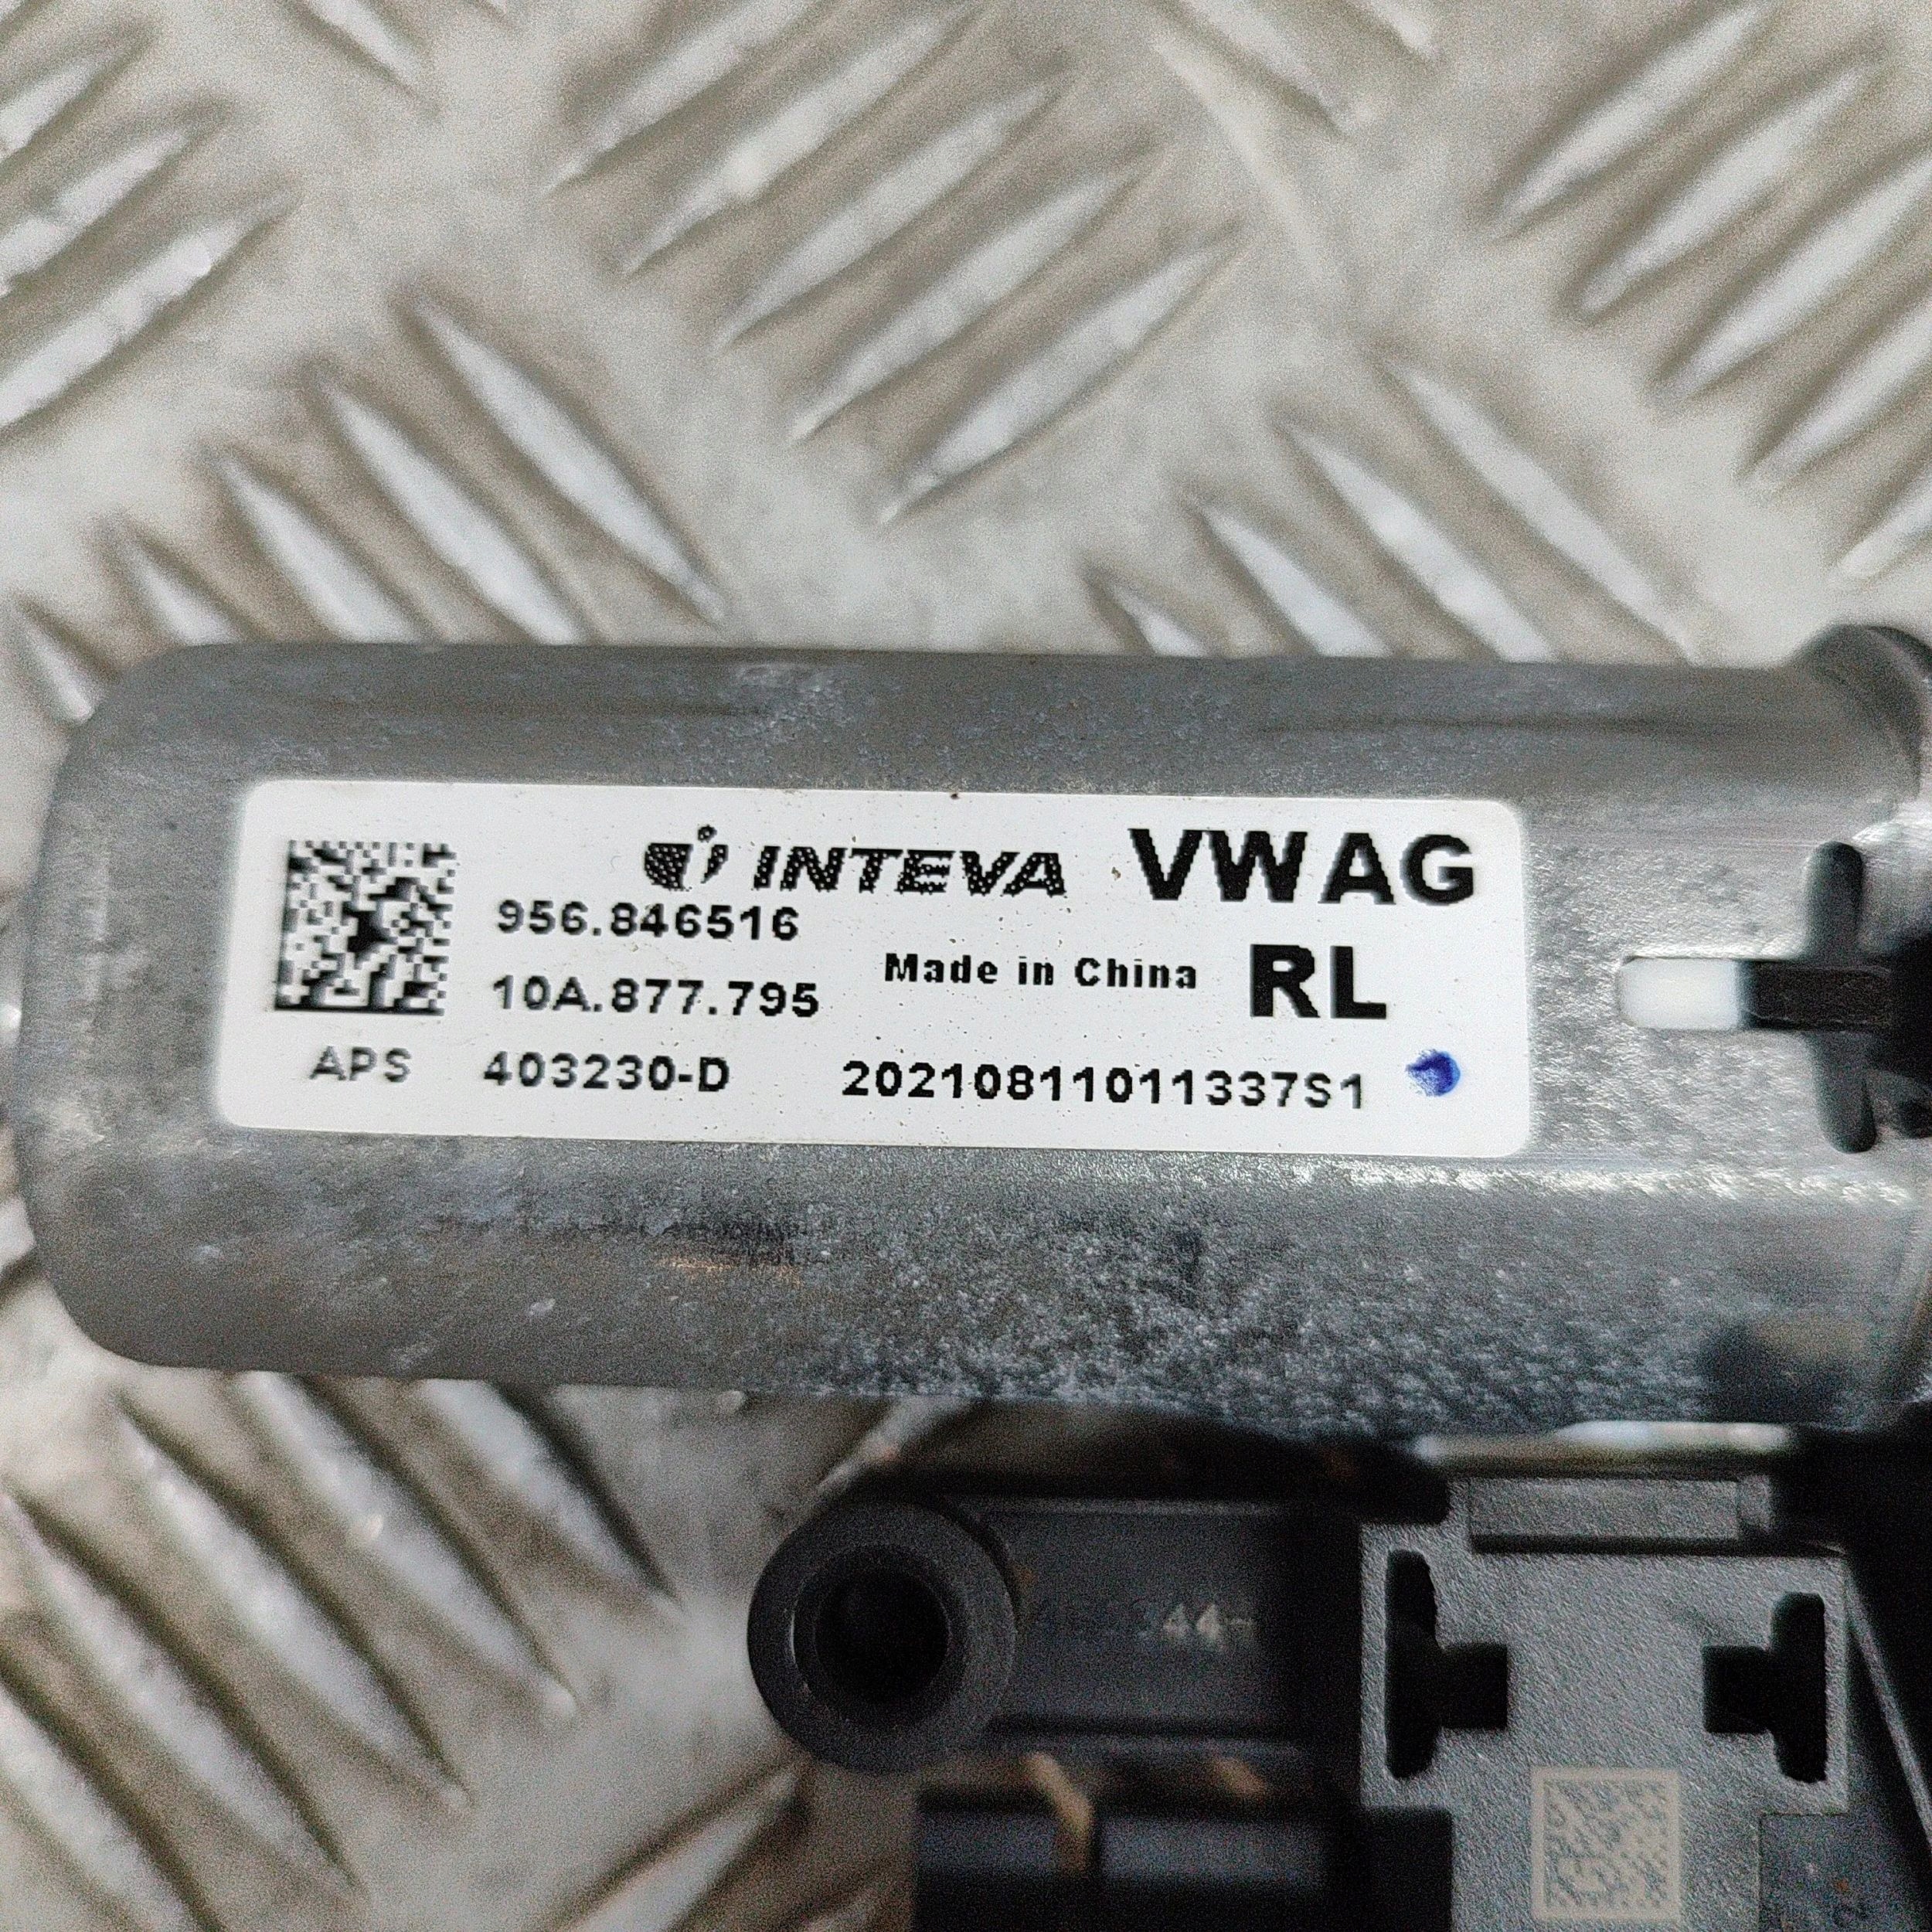 INTEVA VWAG
956.846516
Made in China RL
10A.877.795
APS 403230-D 20210811011337S1